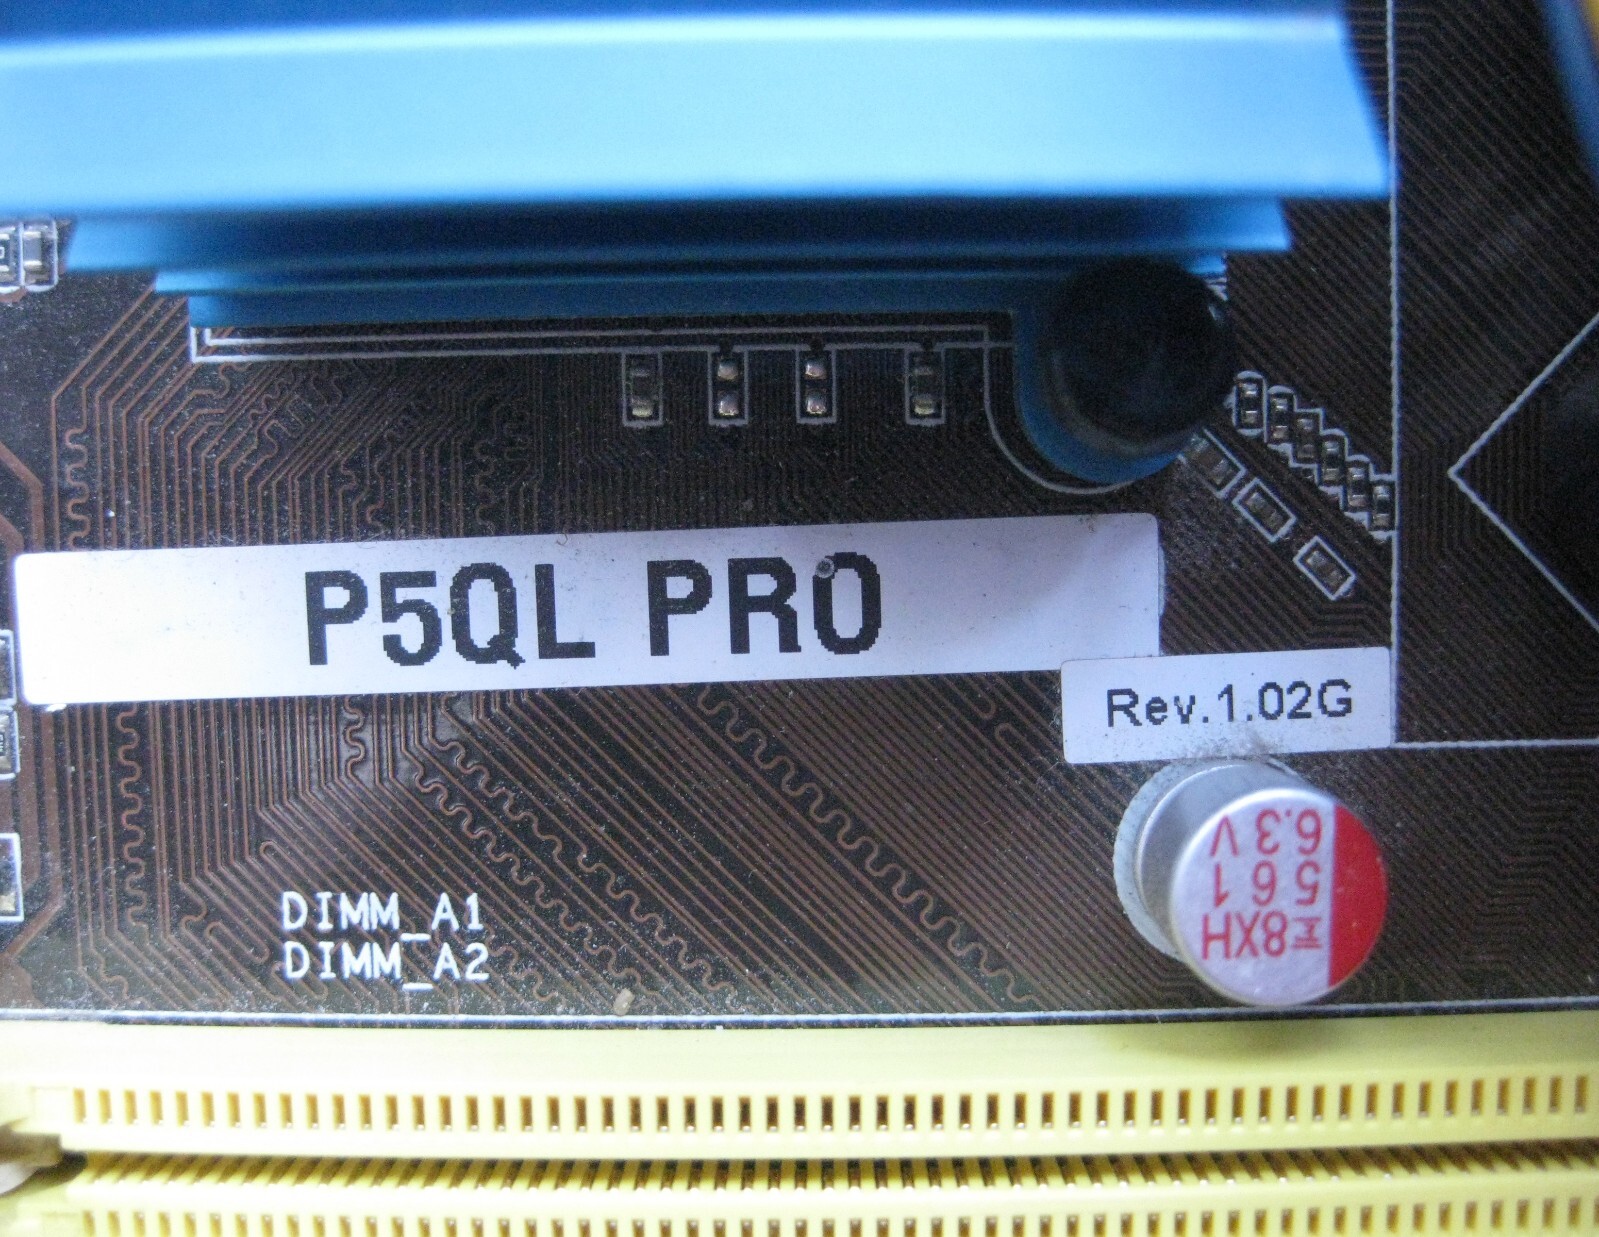 P5QL PRO
Rev.1.02G
DIMM_A1
DIMM_A2
8XH
561
6.3V